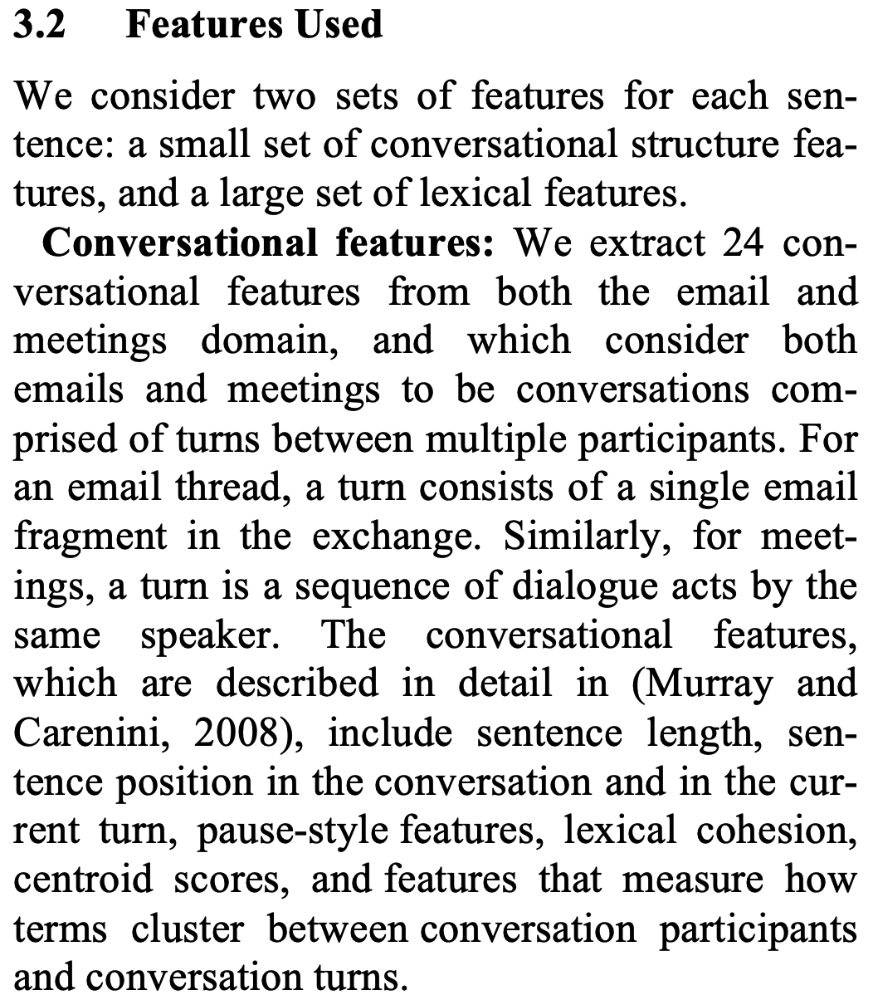 3.2 Features Used
We consider two sets of features for each sen-
tence: a small set of conversational structure fea-
tures, and a large set of lexical features.
Conversational features: We extract 24 con-
versational features from both the email and
meetings domain, and which consider both
emails and meetings to be conversations com-
prised of turns between multiple participants. For
an email thread, a turn consists of a single email
fragment in the exchange. Similarly, for meet-
ings, a turn is a sequence of dialogue acts by the
same speaker. The conversational features,
which are described in detail in (Murray and
Carenini, 2008), include sentence length, sen-
tence position in the conversation and in the cur-
rent turn, pause-style features, lexical cohesion,
centroid scores, and features that measure how
terms cluster between conversation participants
and conversation turns.